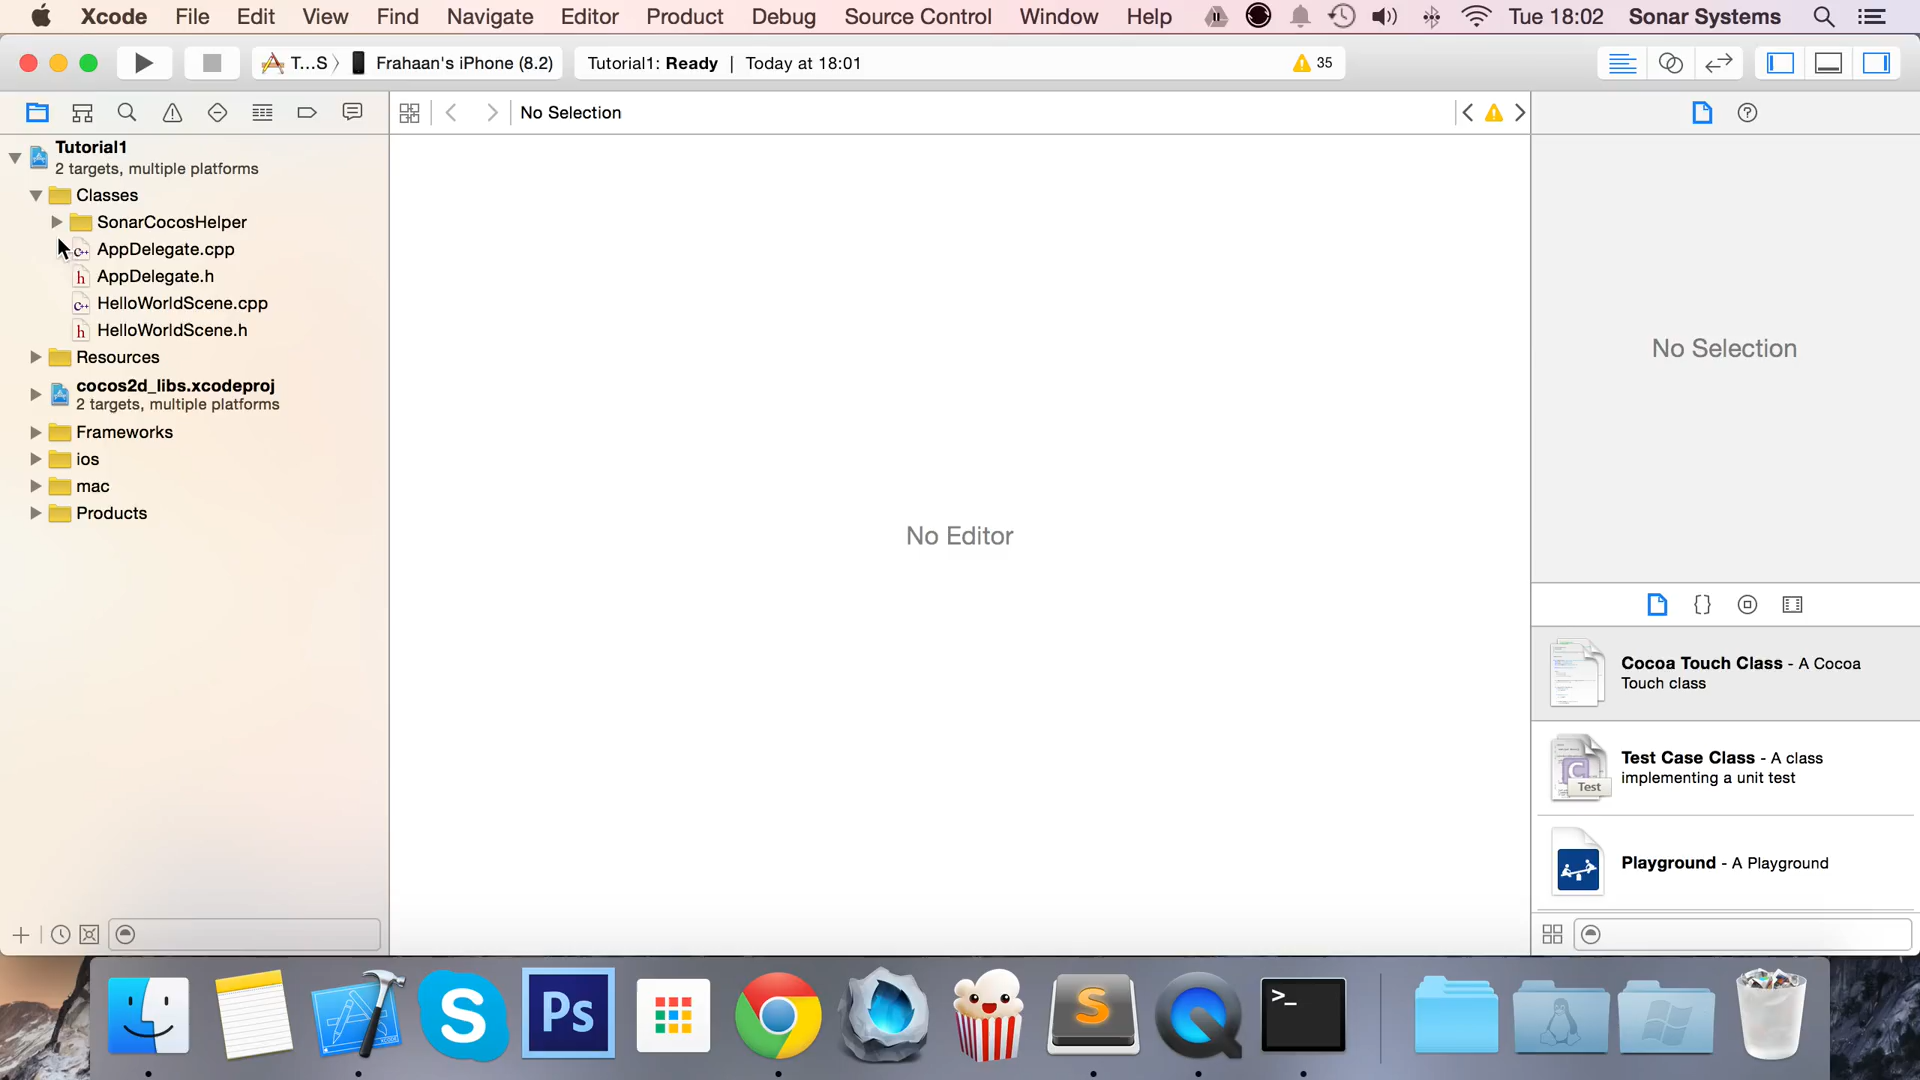 Xcode File Edit View Find Navigate Editor Product Debug Source Control Window Help Tue 18:02 Sonar Systems
T...S Frahaan's iPhone (8.2) Tutorial1: Ready | Today at 18:01 35
No Selection
Tutorial1
2 targets, multiple platforms
Classes
SonarCocosHelper
AppDelegate.cpp
AppDelegate.h
HelloWorldScene.cpp
HelloWorldScene.h
Resources
cocos2d_libs.xcodeproj
2 targets, multiple platforms
Frameworks
ios
mac
Products
No Editor
No Selection
Cocoa Touch Class - A Cocoa
Touch class
Test Case Class - A class
implementing a unit test
Test
Playground - A Playground
S
Ps
S
>_